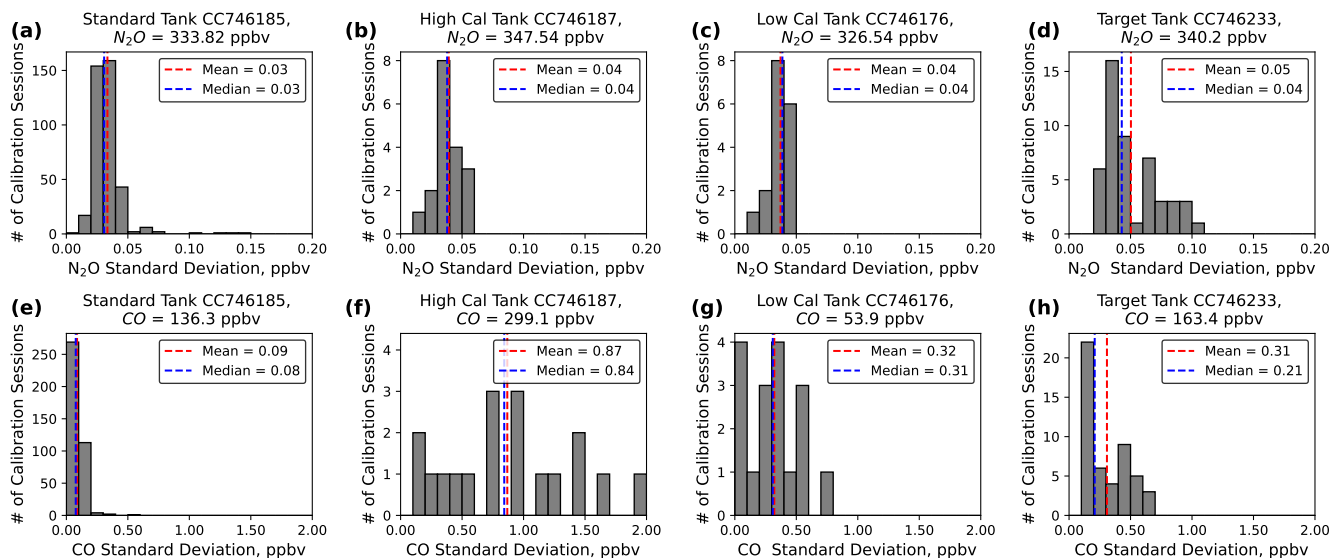 (a)
Standard Tank CC746185,
N₂O = 333.82 ppbv
# of Calibration Sessions
150
100
50
0
Mean = 0.03
Median = 0.03
0.00 0.05 0.10 0.15 0.20
N₂O Standard Deviation, ppbv
(b)
High Cal Tank CC746187,
N₂O = 347.54 ppbv
# of Calibration Sessions
8
6
4
2
0
Mean = 0.04
Median = 0.04
0.00 0.05 0.10 0.15 0.20
N₂O Standard Deviation, ppbv
(c)
Low Cal Tank CC746176,
N₂O = 326.54 ppbv
# of Calibration Sessions
8
6
4
2
0
Mean = 0.04
Median = 0.04
0.00 0.05 0.10 0.15 0.20
N₂O Standard Deviation, ppbv
(d)
Target Tank CC746233,
N₂O = 340.2 ppbv
# of Calibration Sessions
15
10
5
0
Mean = 0.05
Median = 0.04
0.00 0.05 0.10 0.15 0.20
N₂O Standard Deviation, ppbv
(e)
Standard Tank CC746185,
CO = 136.3 ppbv
# of Calibration Sessions
250
200
150
100
50
0
Mean = 0.09
Median = 0.08
0.00 0.50 1.00 1.50 2.00
CO Standard Deviation, ppbv
(f)
High Cal Tank CC746187,
CO = 299.1 ppbv
# of Calibration Sessions
4
3
2
1
0
Mean = 0.87
Median = 0.84
0.00 0.50 1.00 1.50 2.00
CO Standard Deviation, ppbv
(g)
Low Cal Tank CC746176,
CO = 53.9 ppbv
# of Calibration Sessions
4
3
2
1
0
Mean = 0.32
Median = 0.31
0.00 0.50 1.00 1.50 2.00
CO Standard Deviation, ppbv
(h)
Target Tank CC746233,
CO = 163.4 ppbv
# of Calibration Sessions
20
15
10
5
0
Mean = 0.31
Median = 0.21
0.00 0.50 1.00 1.50 2.00
CO Standard Deviation, ppbv